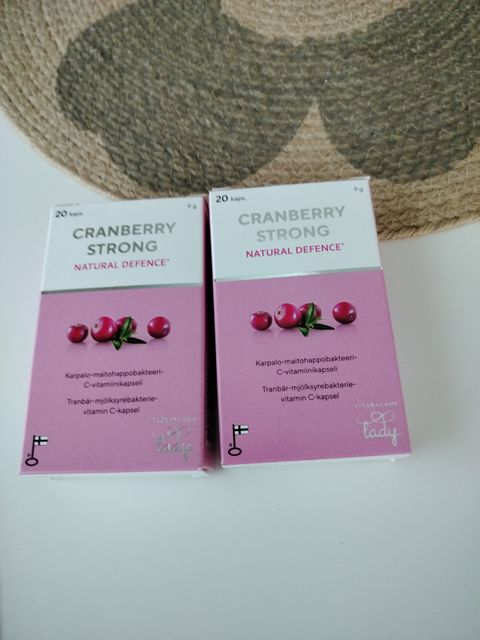 20 kaps.
9 g
CRANBERRY
STRONG
NATURAL DEFENCE*
Karpalo-maitohappobakteeri-
C-vitamiinikapseli
Tranbär-mjölksyrebakterie-
vitamin C-kapsel
VITABALANS
lady
20 kaps.
9 g
CRANBERRY
STRONG
NATURAL DEFENCE*
Karpalo-maitohappobakteeri-
C-vitamiinikapseli
Tranbär-mjölksyrebakterie-
vitamin C-kapsel
VITABALANS
lady